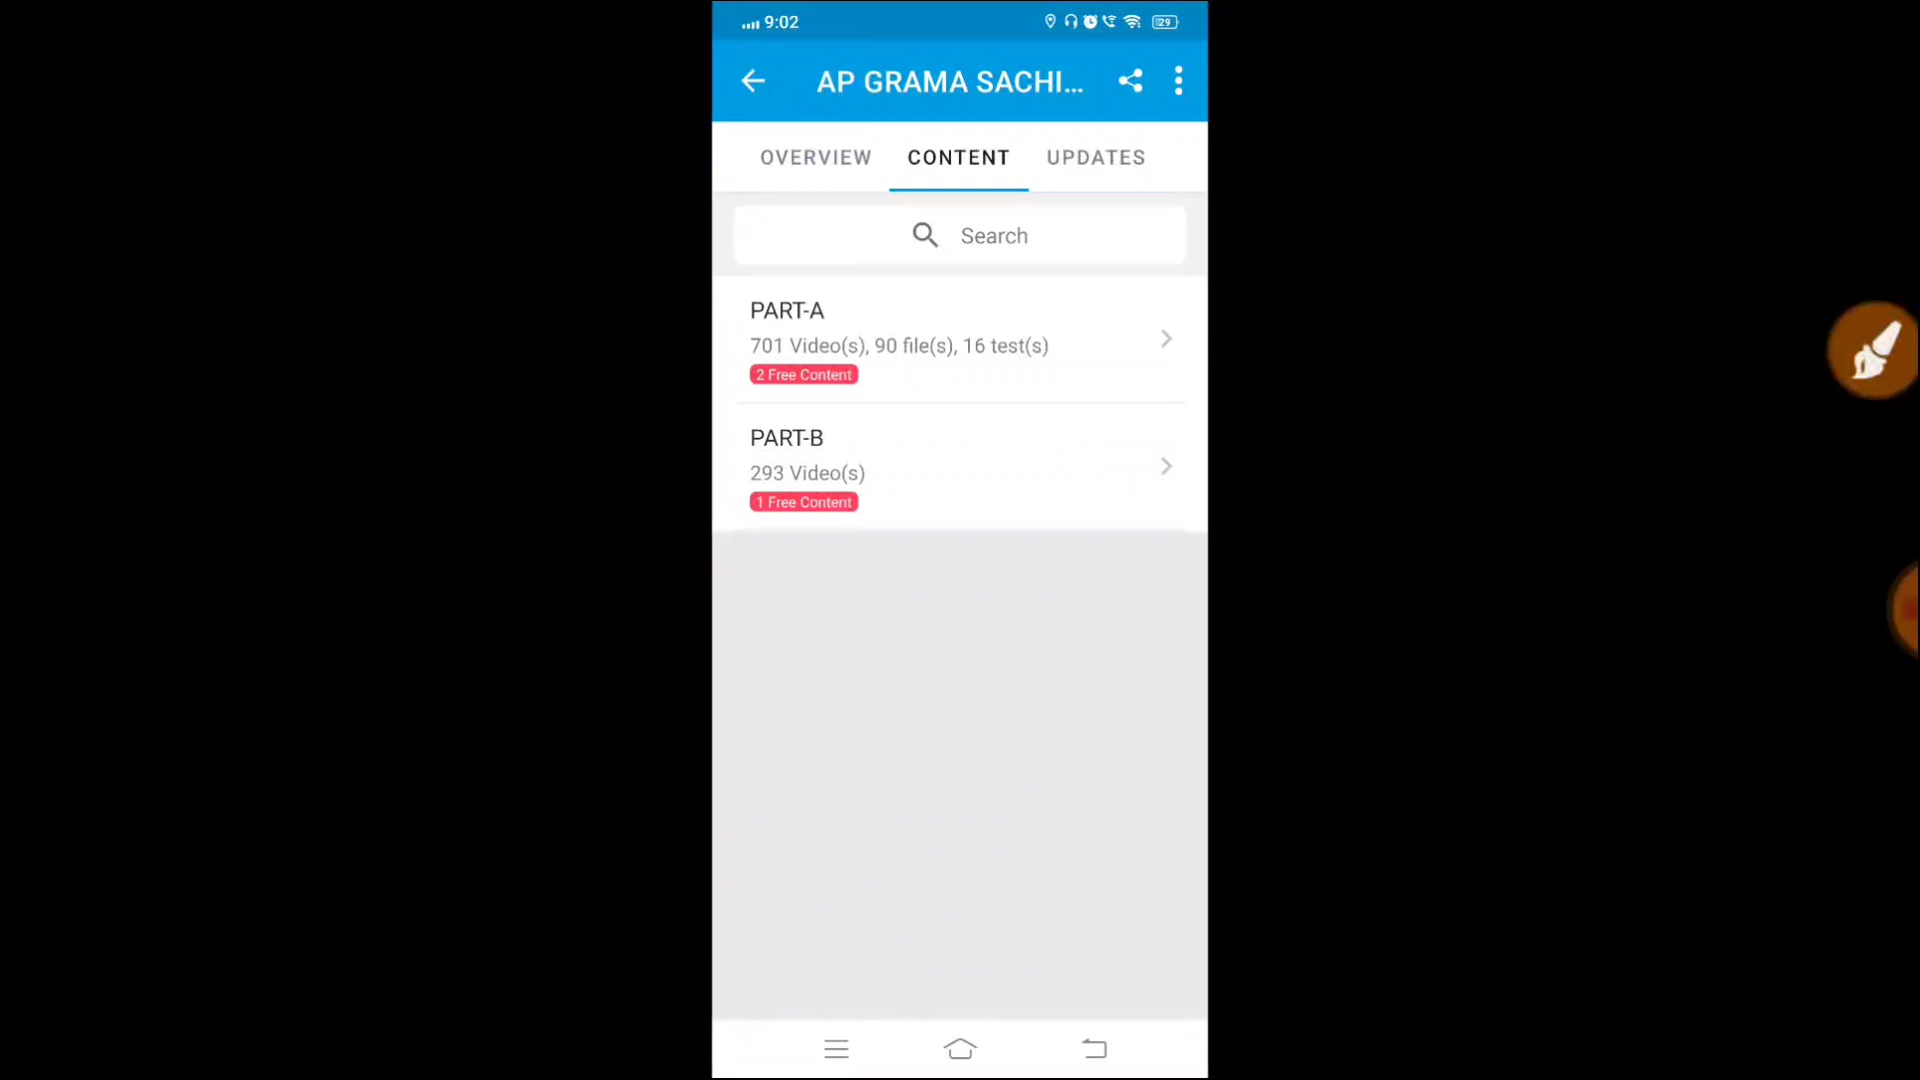 9:02
29
AP GRAMA SACHI...
OVERVIEW CONTENT UPDATES
Search
PART-A
701 Video(s), 90 file(s), 16 test(s)
2 Free Content
PART-B
293 Video(s)
1 Free Content